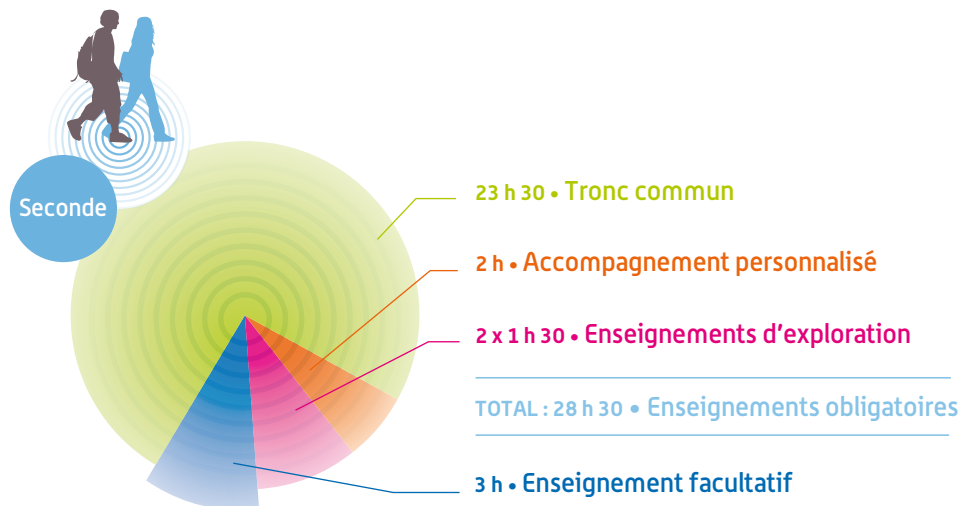 Seconde
23 h 30 • Tronc commun
2 h • Accompagnement personnalisé
2 x 1 h 30 • Enseignements d'exploration
TOTAL : 28 h 30 • Enseignements obligatoires
3 h • Enseignement facultatif